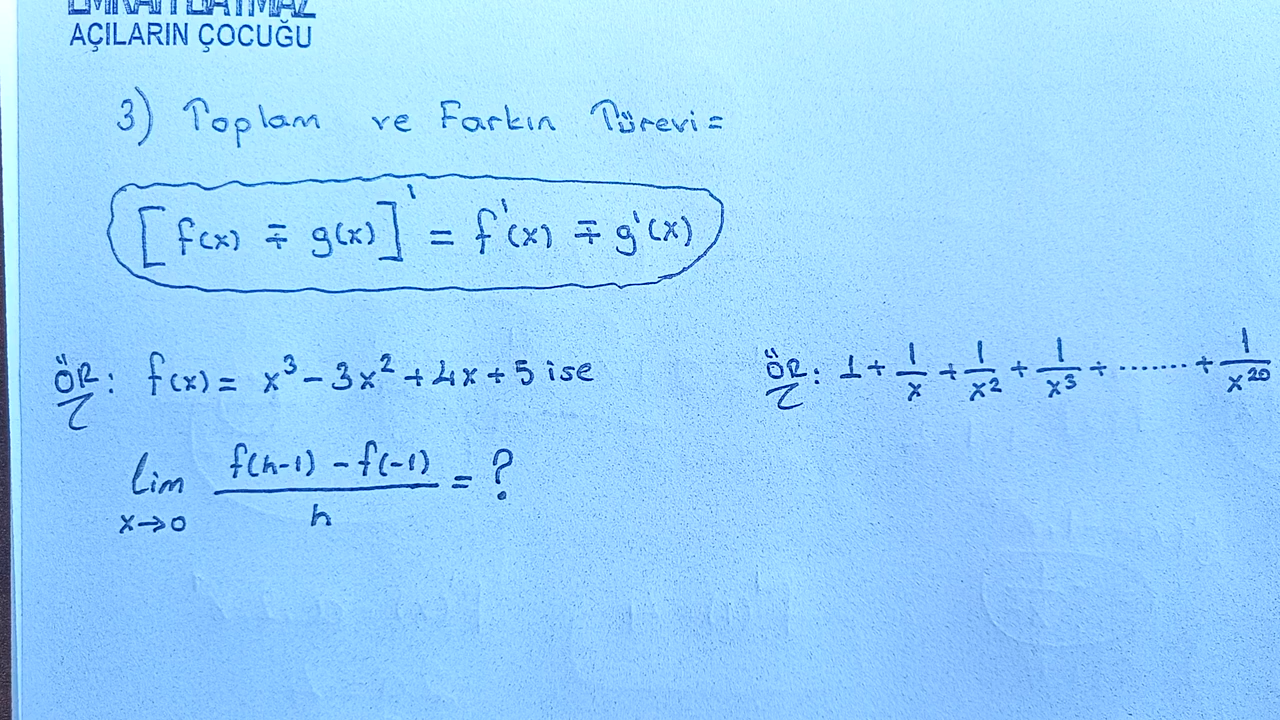 AÇILARIN ÇOCUĞU
3) Toplam ve Farkın Türevi=
[f(x) ∓ g(x)]' = f'(x) ∓ g'(x)
ÖR: f(x) = x³ - 3x² + 4x + 5 ise
lim x→0 f(h-1) - f(-1) / h = ?
ÖR: 1 + 1/x + 1/x² + 1/x³ + ....... + 1/x²⁰